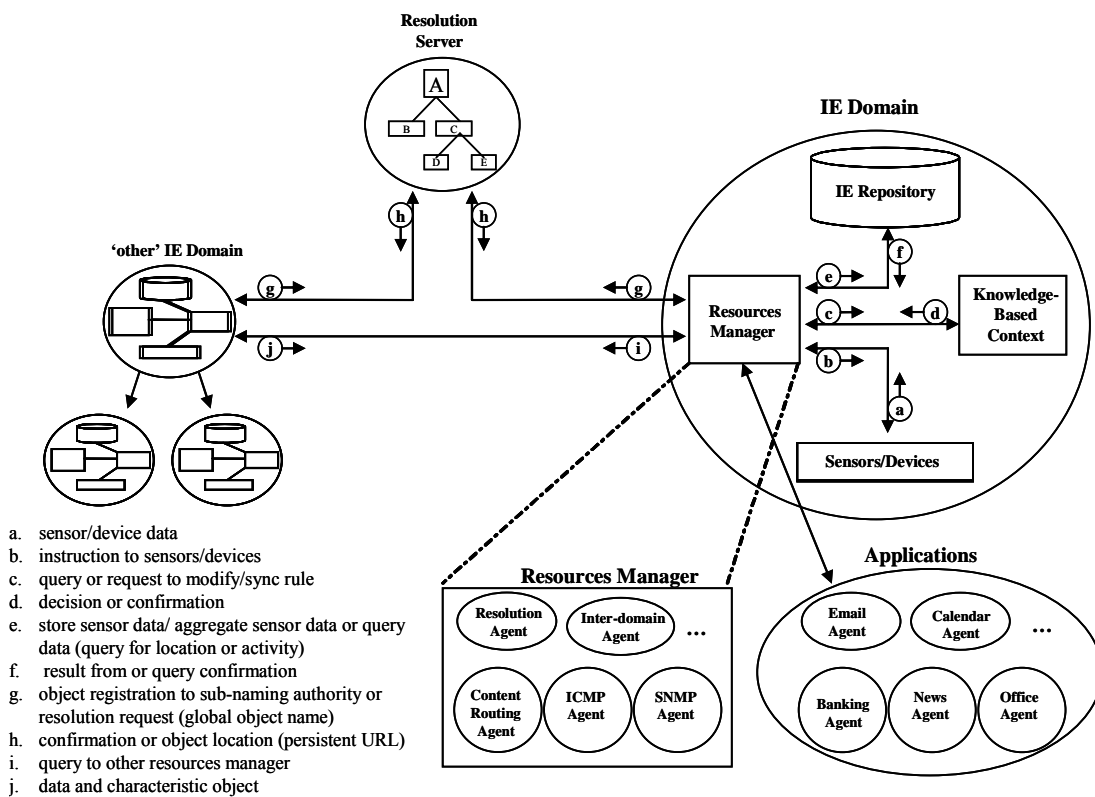 Resolution
Server
A
B
C
D
E
h
h
IE Domain
IE Repository
f
e
'other' IE Domain
g
g
Resources
Manager
c
d
Knowledge-
Based
Context
j
i
b
a
Sensors/Devices
a. sensor/device data
b. instruction to sensors/devices
c. query or request to modify/sync rule
d. decision or confirmation
e. store sensor data/ aggregate sensor data or query
data (query for location or activity)
f. result from or query confirmation
g. object registration to sub-naming authority or
resolution request (global object name)
h. confirmation or object location (persistent URL)
i. query to other resources manager
j. data and characteristic object
Resources Manager
Resolution
Agent
Inter-domain
Agent
...
Content
Routing
Agent
ICMP
Agent
SNMP
Agent
Applications
Email
Agent
Calendar
Agent
...
Banking
Agent
News
Agent
Office
Agent